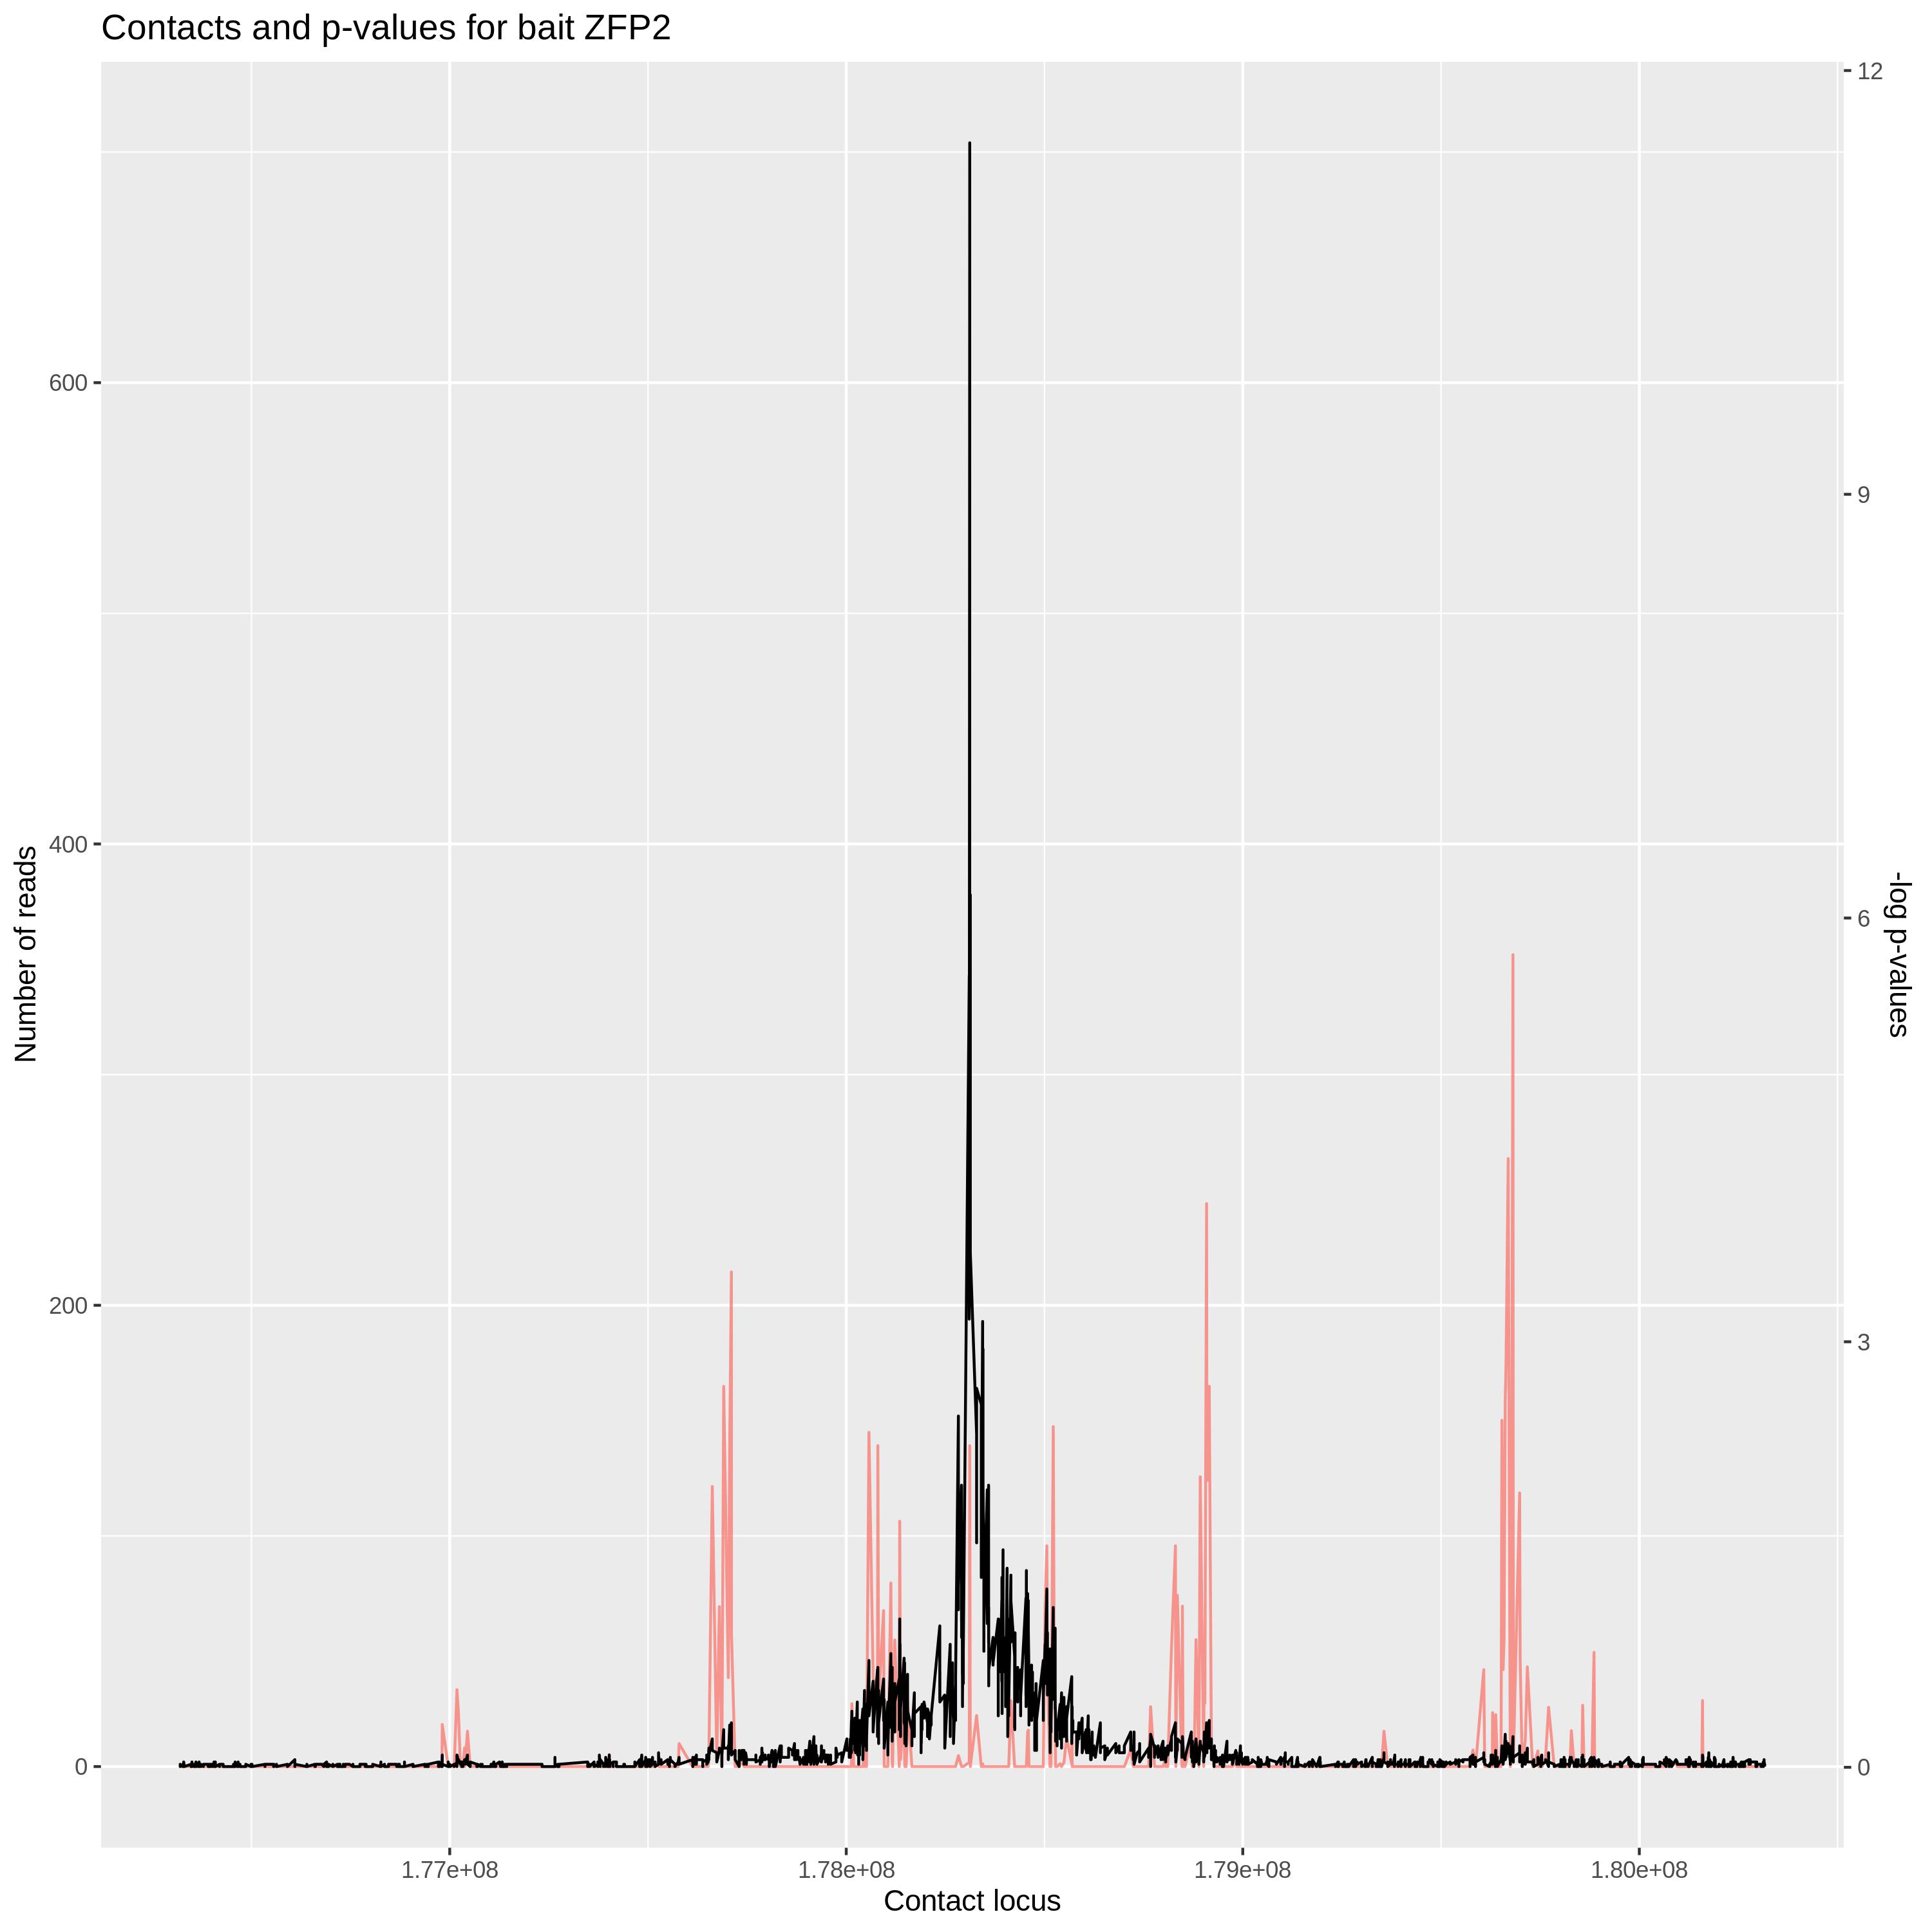 Contacts and p-values for bait ZFP2
Number of reads
600
400
200
0
12
9
6
3
0
-log p-values
1.77e+08
1.78e+08
1.79e+08
1.80e+08
Contact locus